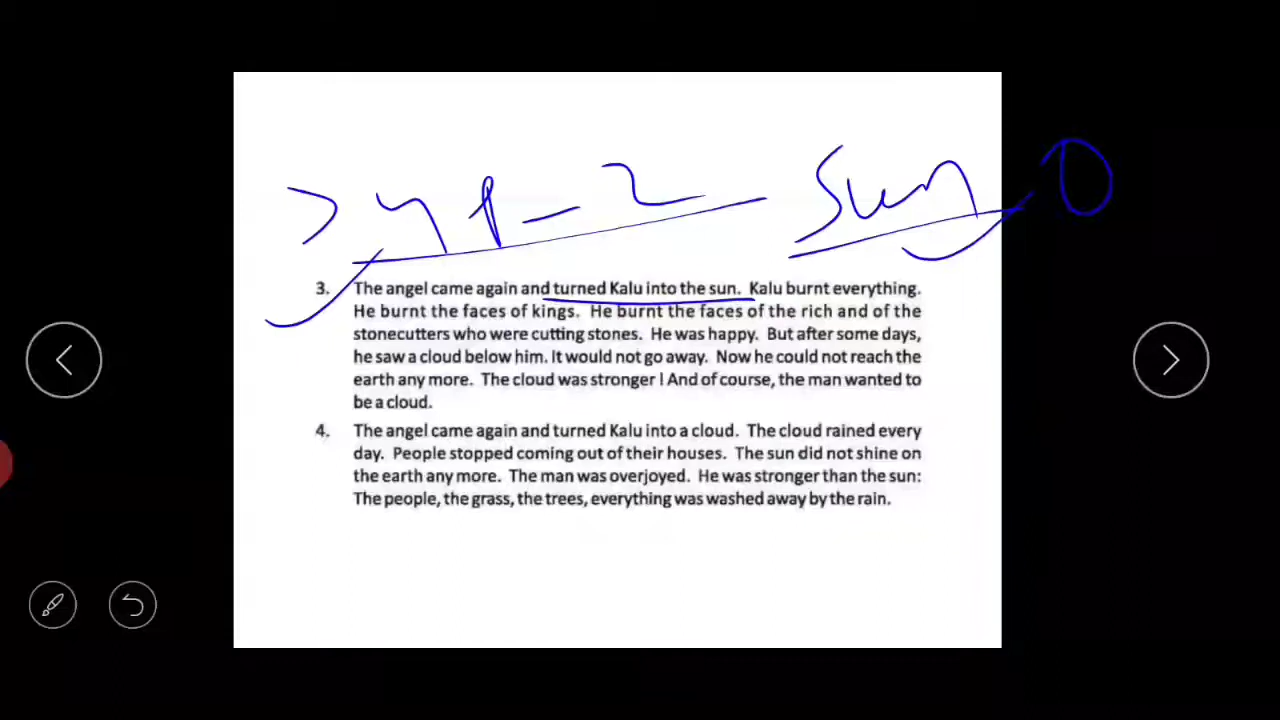 sun
3. The angel came again and turned Kalu into the sun. Kalu burnt everything.
He burnt the faces of kings. He burnt the faces of the rich and of the
stonecutters who were cutting stones. He was happy. But after some days,
he saw a cloud below him. It would not go away. Now he could not reach the
earth any more. The cloud was stronger ! And of course, the man wanted to
be a cloud.
4. The angel came again and turned Kalu into a cloud. The cloud rained every
day. People stopped coming out of their houses. The sun did not shine on
the earth any more. The man was overjoyed. He was stronger than the sun:
The people, the grass, the trees, everything was washed away by the rain.